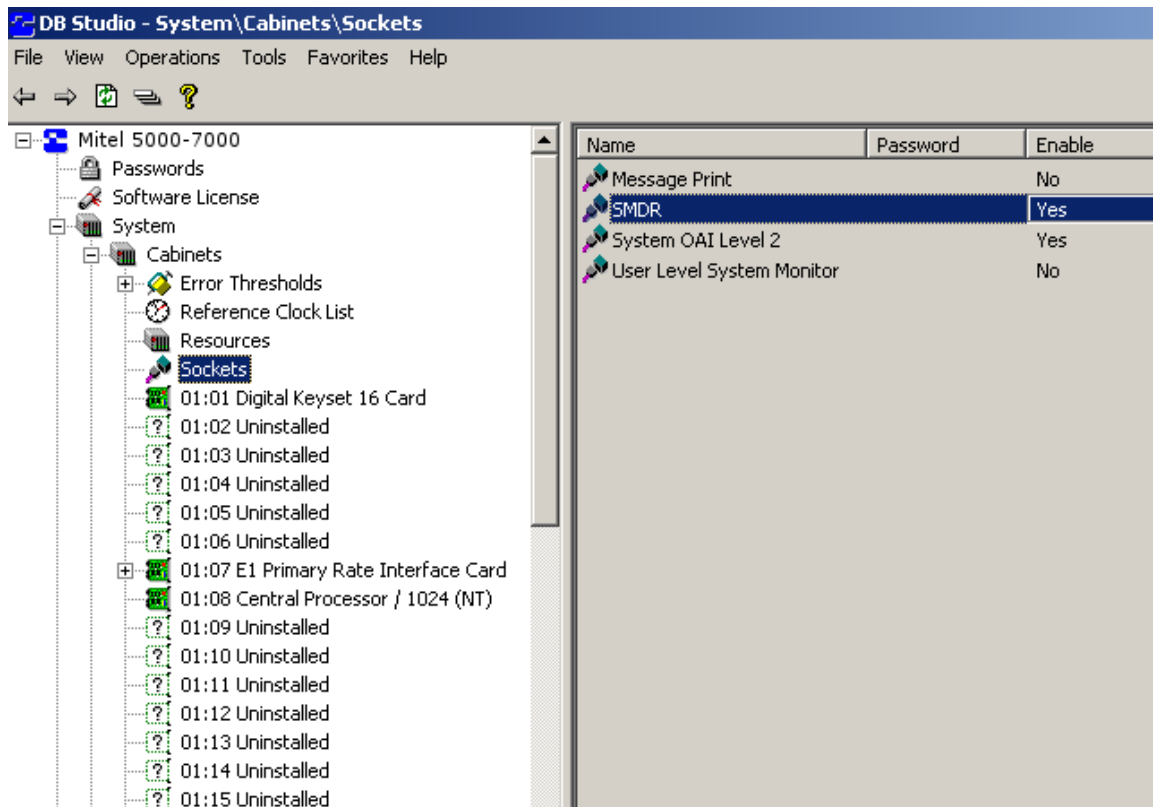 DB Studio - System\Cabinets\Sockets
File View Operations Tools Favorites Help
Mitel 5000-7000
Passwords
Software License
System
Cabinets
Error Thresholds
Reference Clock List
Resources
Sockets
01:01 Digital Keyset 16 Card
01:02 Uninstalled
01:03 Uninstalled
01:04 Uninstalled
01:05 Uninstalled
01:06 Uninstalled
01:07 E1 Primary Rate Interface Card
01:08 Central Processor / 1024 (NT)
01:09 Uninstalled
01:10 Uninstalled
01:11 Uninstalled
01:12 Uninstalled
01:13 Uninstalled
01:14 Uninstalled
01:15 Uninstalled
Name Password Enable
Message Print No
SMDR Yes
System OAI Level 2 Yes
User Level System Monitor No